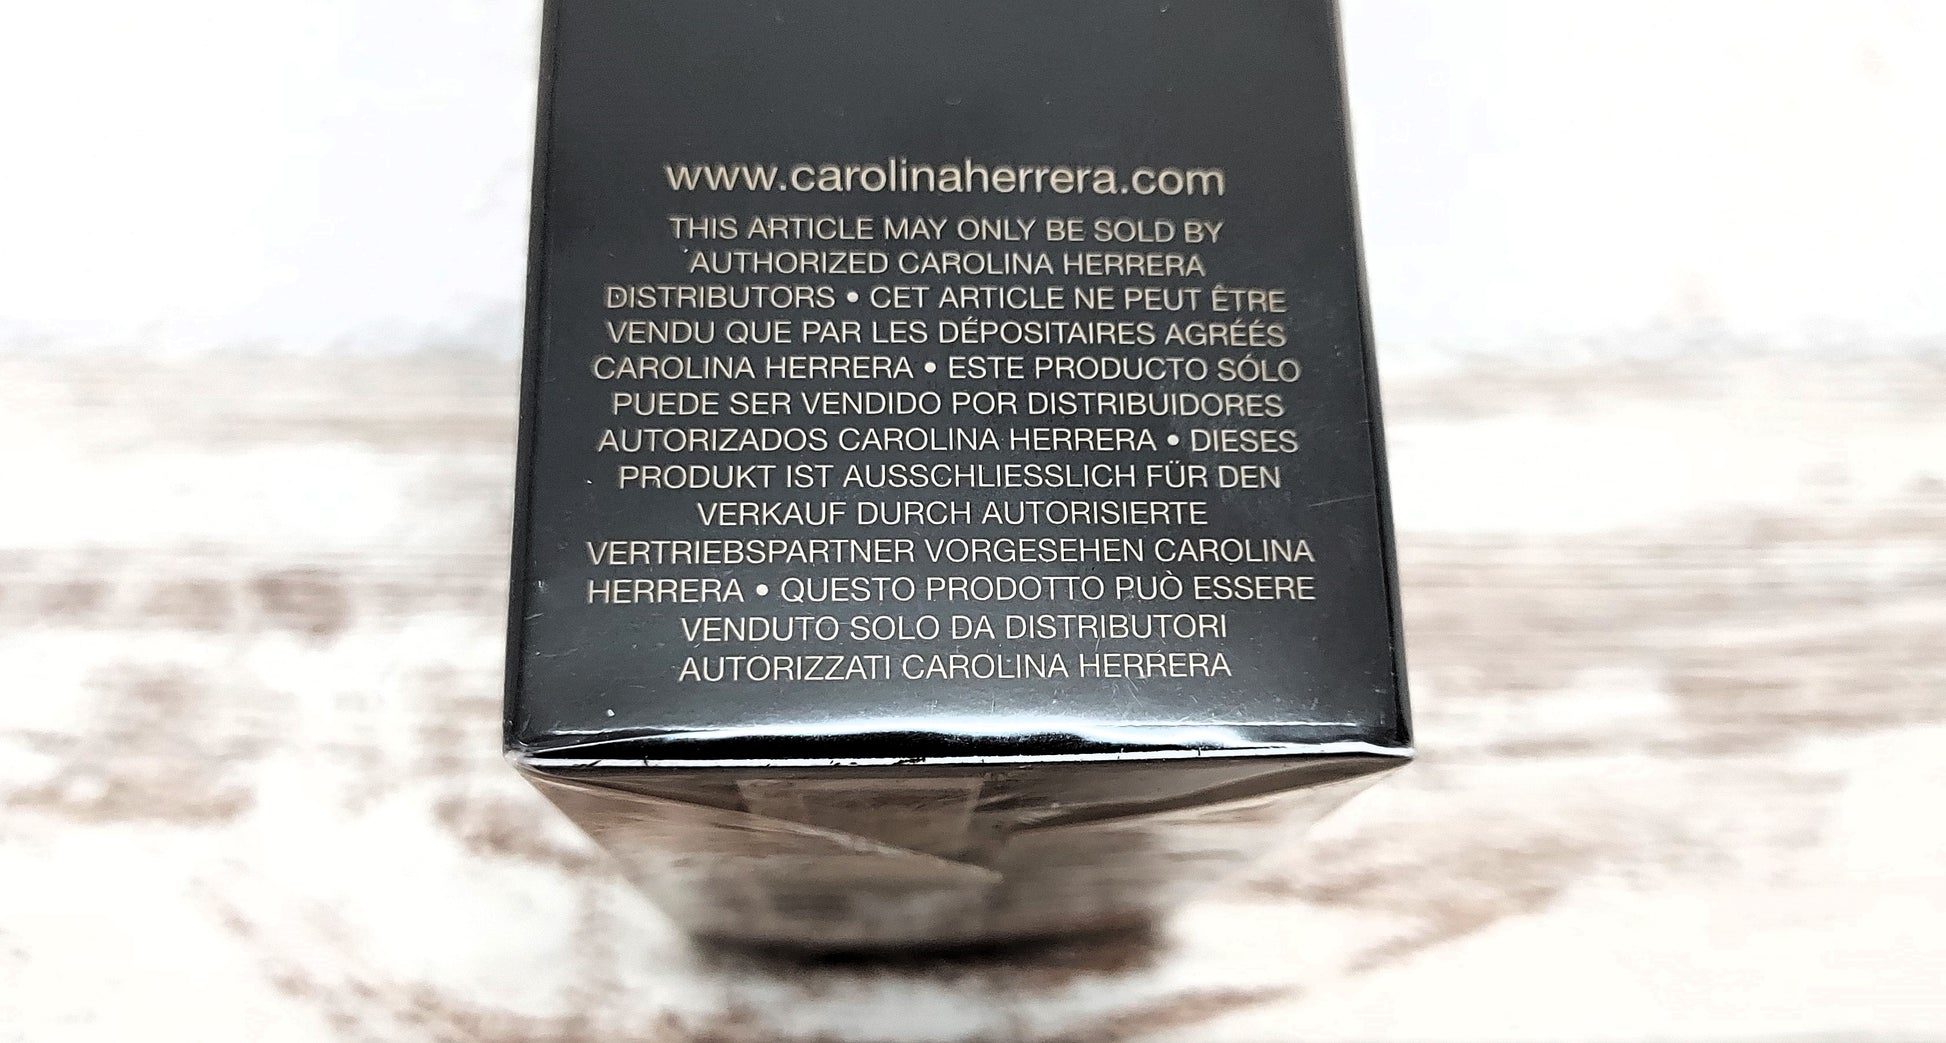 www.carolinaherrera.com
THIS ARTICLE MAY ONLY BE SOLD BY
AUTHORIZED CAROLINA HERRERA
DISTRIBUTORS • CET ARTICLE NE PEUT ÊTRE
VENDU QUE PAR LES DÉPOSITAIRES AGRÉÉS
CAROLINA HERRERA • ESTE PRODUCTO SÓLO
PUEDE SER VENDIDO POR DISTRIBUIDORES
AUTORIZADOS CAROLINA HERRERA • DIESES
PRODUKT IST AUSSCHLIESSLICH FÜR DEN
VERKAUF DURCH AUTORISIERTE
VERTRIEBSPARTNER VORGESEHEN CAROLINA
HERRERA • QUESTO PRODOTTO PUÒ ESSERE
VENDUTO SOLO DA DISTRIBUTORI
AUTORIZZATI CAROLINA HERRERA